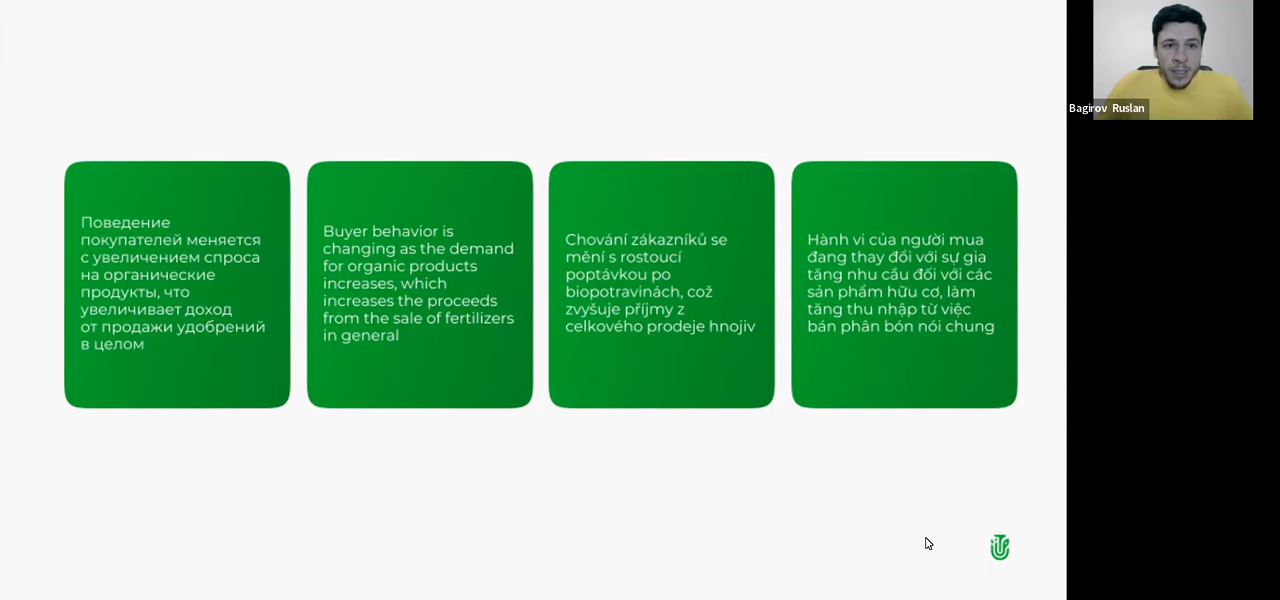 Bagirov Ruslan
Поведение
покупателей меняется
с увеличением спроса
на органические
продукты, что
увеличивает доход
от продажи удобрений
в целом
Buyer behavior is
changing as the demand
for organic products
increases, which
increases the proceeds
from the sale of fertilizers
in general
Chování zákazníků se
mění s rostoucí
poptávkou po
biopotravinách, což
zvyšuje příjmy z
celkového prodeje hnojiv
Hành vi của người mua
đang thay đổi với sự gia
tăng nhu cầu đối với các
sản phẩm hữu cơ, làm
tăng thu nhập từ việc
bán phân bón nói chung